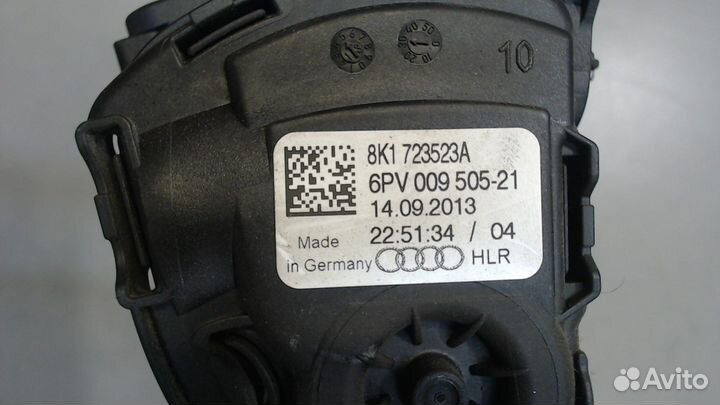 10
8K1 723523A
6PV 009 505-21
14.09.2013
22:51:34 / 04
Made
in Germany
HLR
Avito